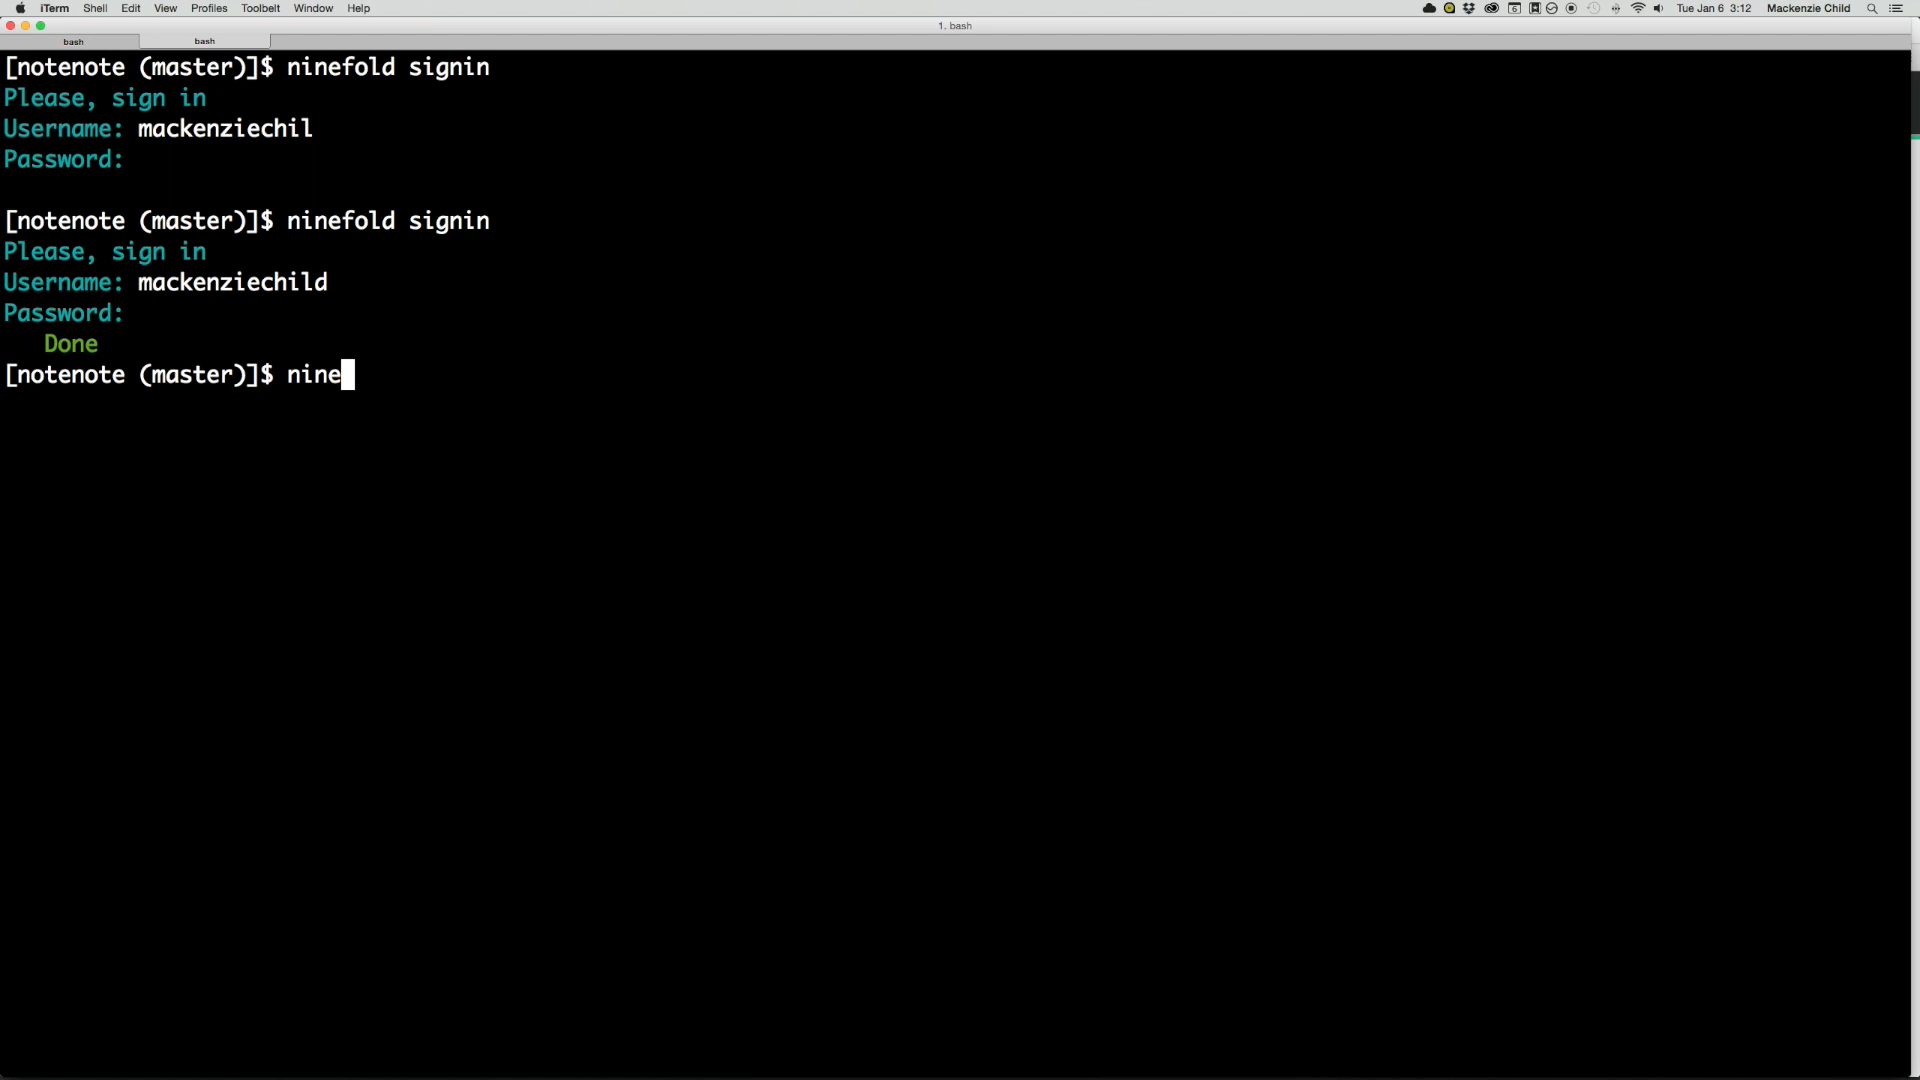 iTerm Shell Edit View Profiles Toolbelt Window Help
6 Tue Jan 6 3:12 Mackenzie Child
1. bash
bash bash
[notenote (master)]$ ninefold signin
Please, sign in
Username: mackenziechil
Password:
[notenote (master)]$ ninefold signin
Please, sign in
Username: mackenziechild
Password:
Done
[notenote (master)]$ nine